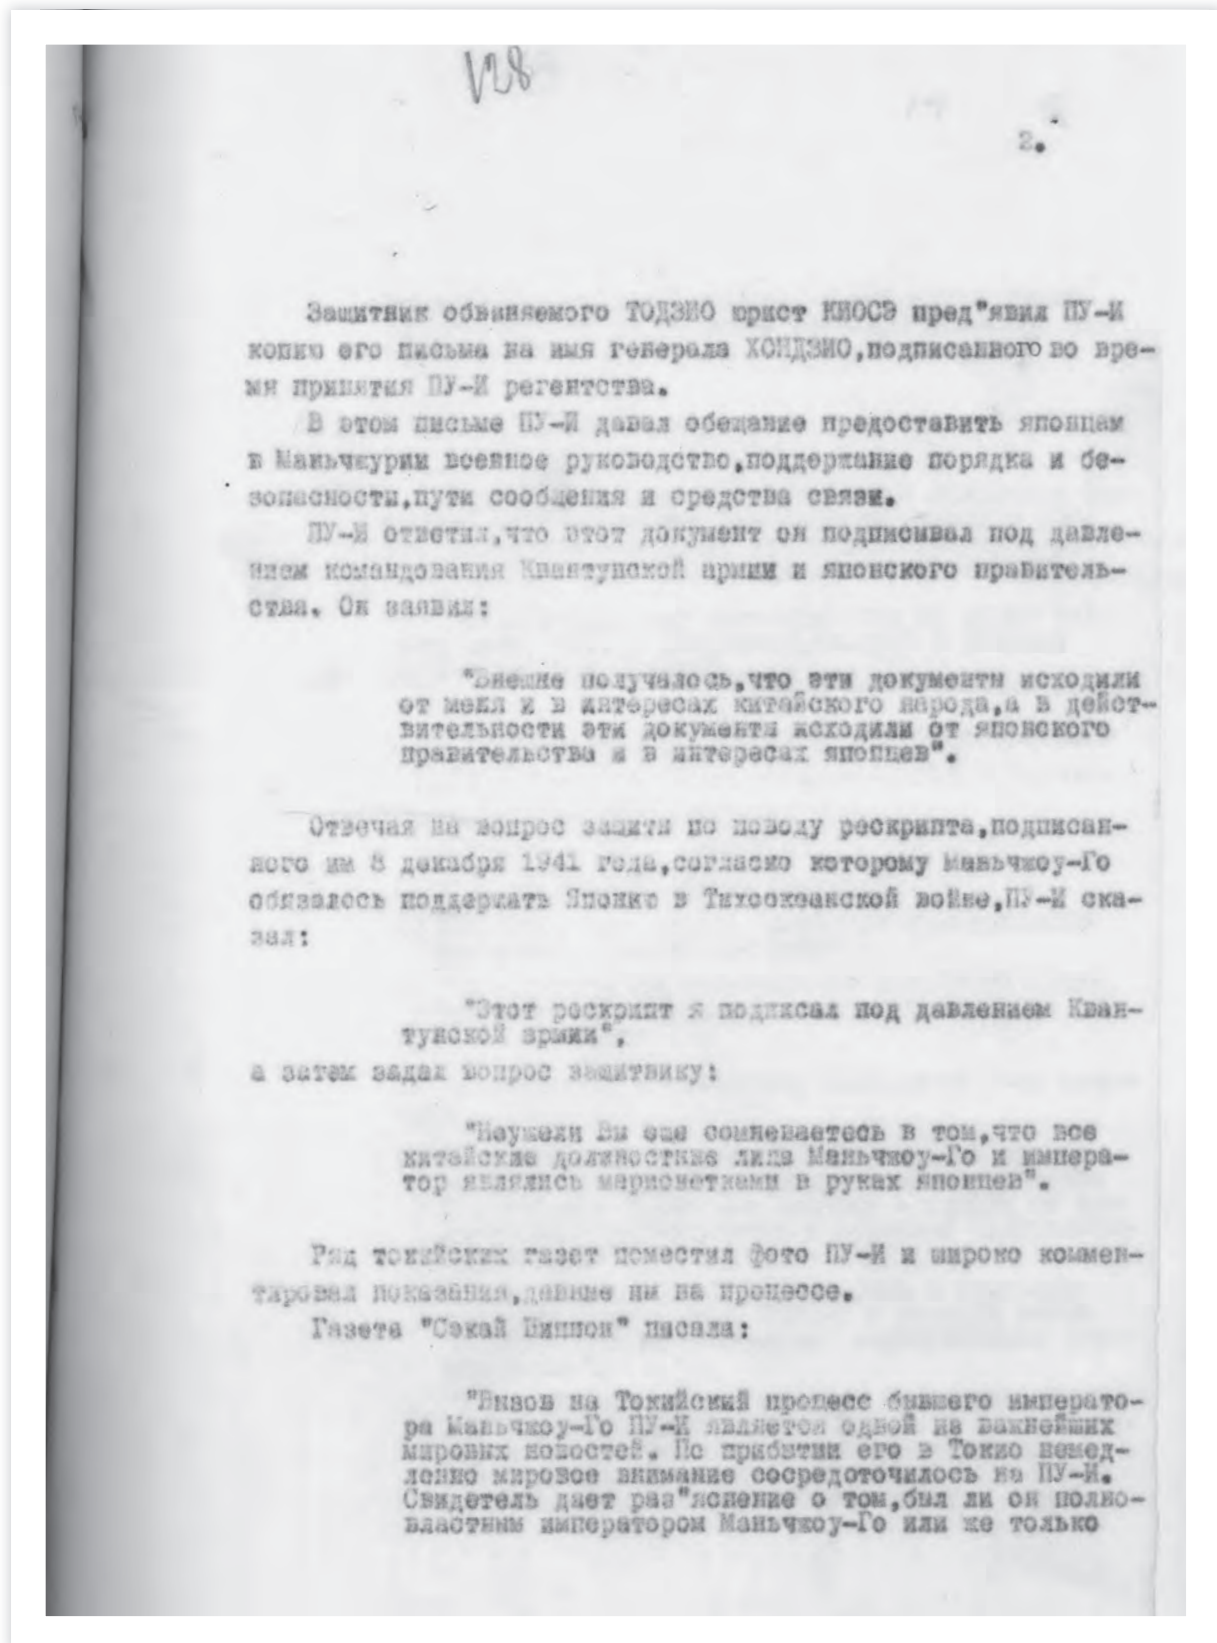 128
2.
Защитник обвиняемого ТОДЗИО юрист КИОСЭ пред"явил ПУ-И
копию его письма на имя генерала ХОНДЗИО,подписанного во вре-
мя принятия ПУ-И регентства.
В этом письме ПУ-И давал обещание предоставить японцам
в Маньчжурии военное руководство,поддержание порядка и бе-
зопасности,пути сообщения и средства связи.
ПУ-И ответил,что этот документ он подписывал под давле-
нием командования Квантунской армии и японского правитель-
ства. Он заявил:
"Внешне получалось,что эти документы исходили
от меня и в интересах китайского народа,а в дейст-
вительности эти документы исходили от японского
правительства и в интересах японцев".
Отвечая на вопрос защиты по поводу рескрипта,подписан-
ного им 8 декабря 1941 года,согласно которому Маньчжоу-Го
обязалось поддержать Японию в Тихоокеанской войне,ПУ-И ска-
зал:
"Этот рескрипт я подписал под давлением Кван-
тунской армии",
а затем задал вопрос защитнику:
"Неужели Вы еще сомневаетесь в том,что все
китайские должностные лица Маньчжоу-Го и импера-
тор являлись марионетками в руках японцев".
Ряд токийских газет поместил фото ПУ-И и широко коммен-
тировал показания,данные им на процессе.
Газета "Сэкай Ниппон" писала:
"Вызов на Токийский процесс бывшего императо-
ра Маньчжоу-Го ПУ-И является одной из важнейших
мировых новостей. По прибытии его в Токио немед-
ленно мировое внимание сосредоточилось на ПУ-И.
Свидетель дает раз"яснение о том,был ли он полно-
властным императором Маньчжоу-Го или же только